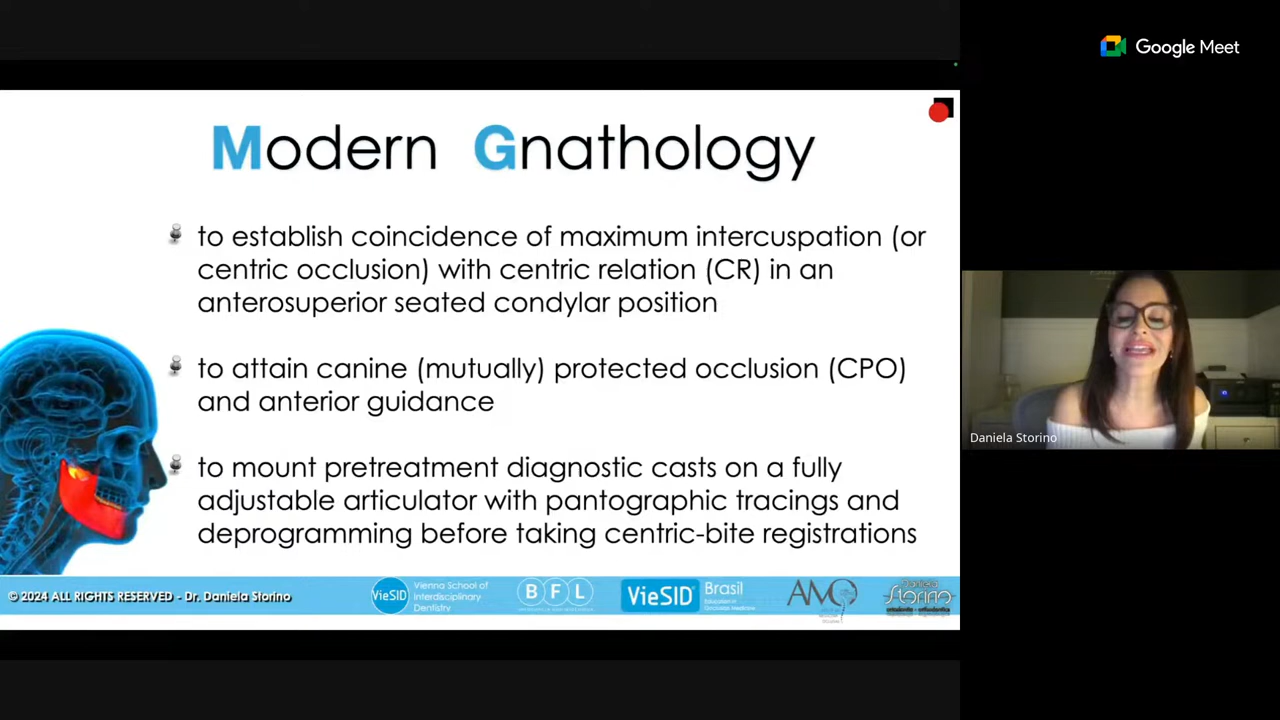 Google Meet
Modern Gnathology
to establish coincidence of maximum intercuspation (or
centric occlusion) with centric relation (CR) in an
anterosuperior seated condylar position
to attain canine (mutually) protected occlusion (CPO)
and anterior guidance
to mount pretreatment diagnostic casts on a fully
adjustable articulator with pantographic tracings and
deprogramming before taking centric-bite registrations
Daniela Storino
© 2024 ALL RIGHTS RESERVED - Dr. Daniela Storino
VieSID
Vienna School of
Interdisciplinary
Dentistry
BFL
VieSID
Brasil
Daniela
Storino